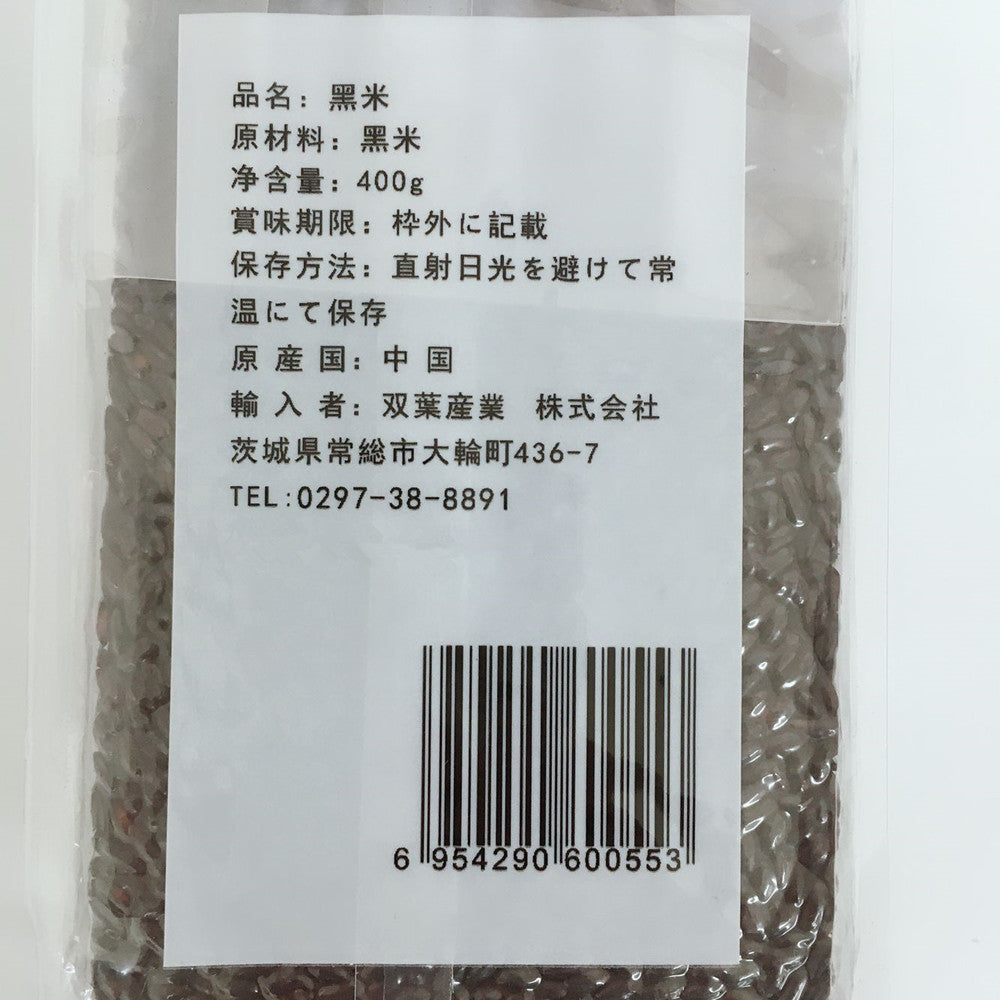 品名：黑米
原材料：黑米
净含量：400g
賞味期限：枠外に記載
保存方法：直射日光を避けて常
温にて保存
原 産 国：中 国
輸 入 者：双葉産業　株式会社
茨城県常総市大輪町436-7
TEL:0297-38-8891
6 954290 600553